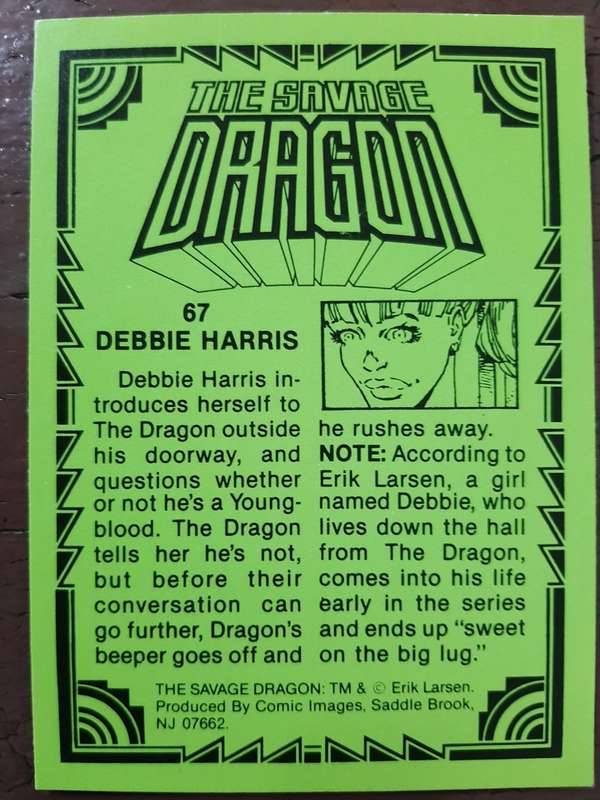 THE SAVAGE
DRAGON
67
DEBBIE HARRIS
Debbie Harris in-
troduces herself to
The Dragon outside
his doorway, and
questions whether
or not he's a Young-
blood. The Dragon
tells her he's not,
but before their
conversation can
go further, Dragon's
beeper goes off and
he rushes away.
NOTE: According to
Erik Larsen, a girl
named Debbie, who
lives down the hall
from The Dragon,
comes into his life
early in the series
and ends up "sweet
on the big lug."
THE SAVAGE DRAGON: TM & © Erik Larsen.
Produced By Comic Images, Saddle Brook,
NJ 07662.